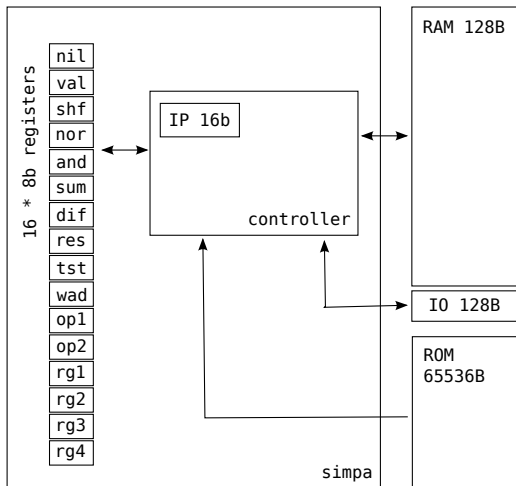 16 * 8b registers
nil
val
shf
nor
and
sum
dif
res
tst
wad
op1
op2
rg1
rg2
rg3
rg4
IP 16b
controller
simpa
RAM 128B
IO 128B
ROM
65536B